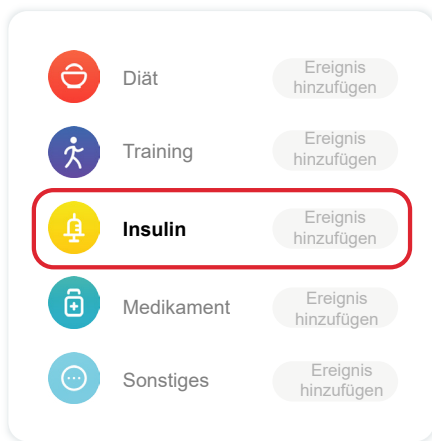 Diät
Ereignis
hinzufügen
Training
Ereignis
hinzufügen
Insulin
Ereignis
hinzufügen
Medikament
Ereignis
hinzufügen
Sonstiges
Ereignis
hinzufügen